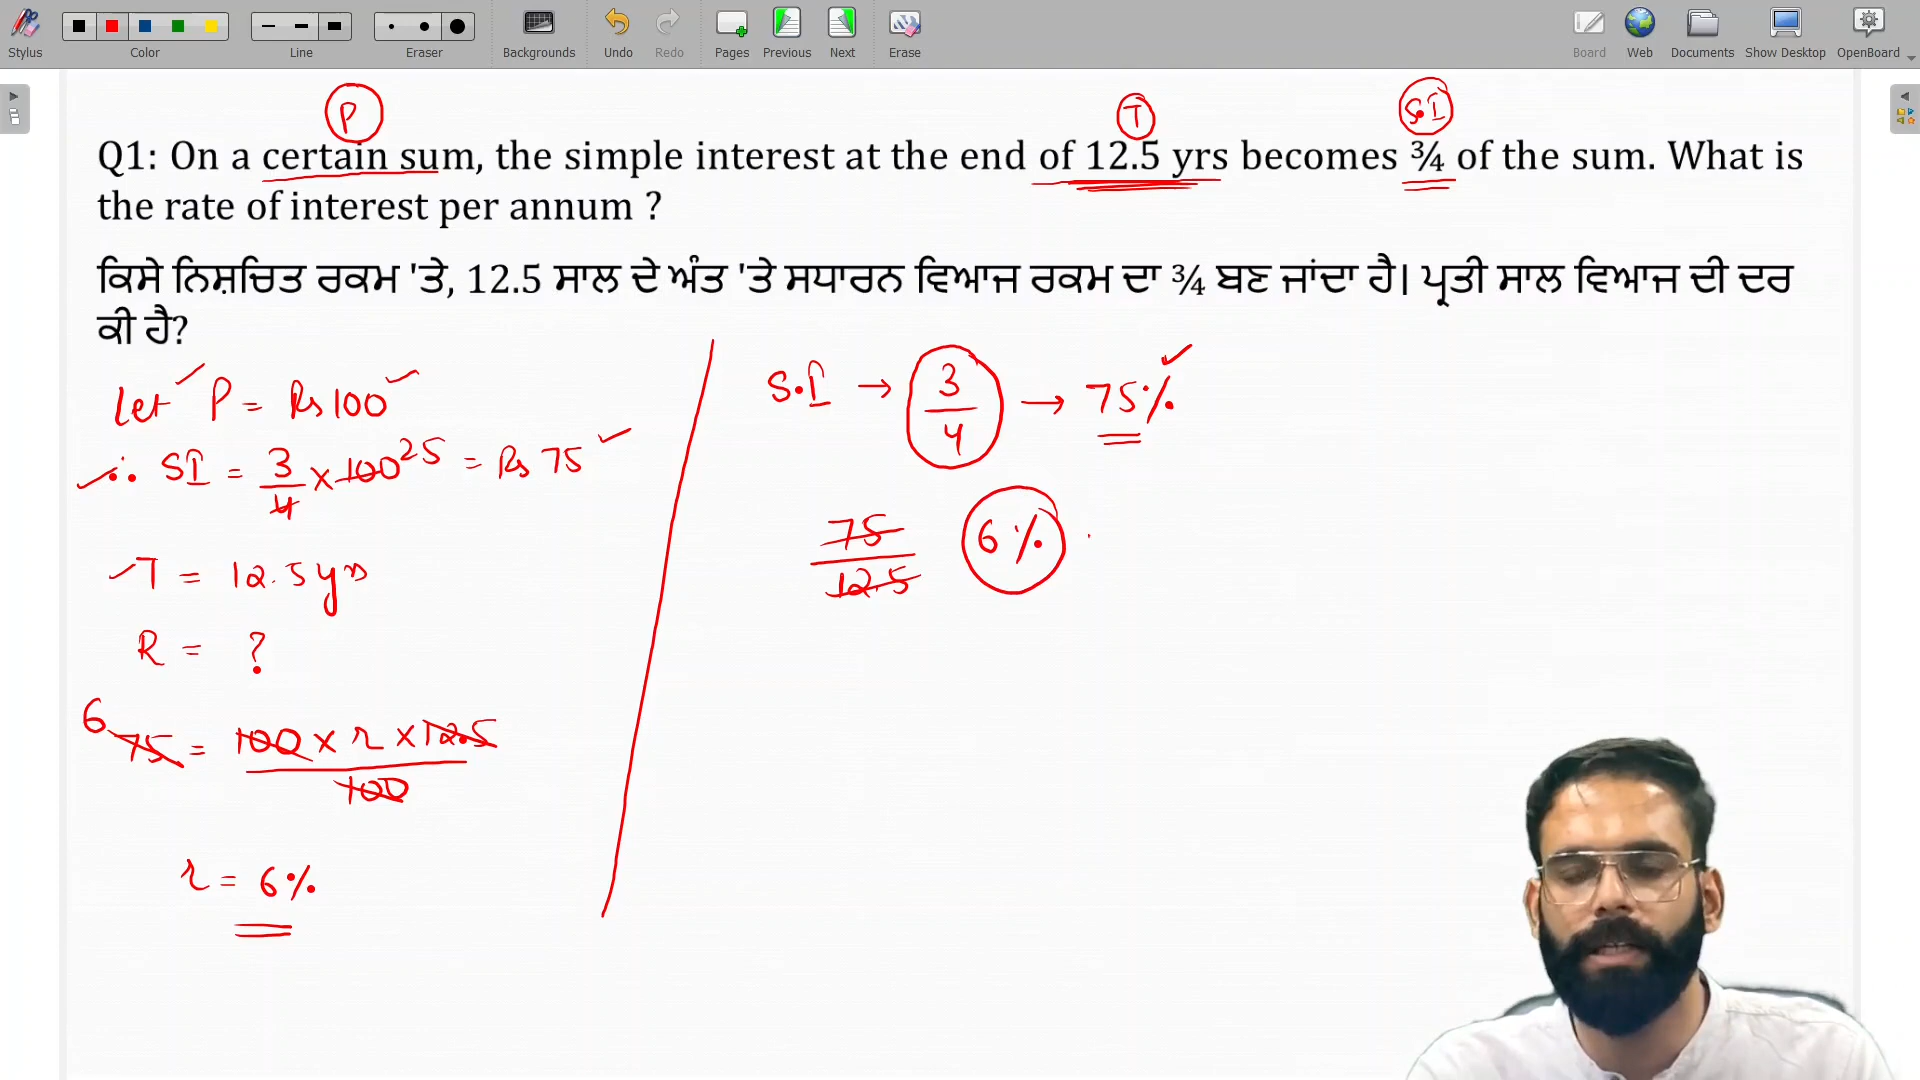 Stylus Color Line Eraser Backgrounds Undo Redo Pages Previous Next Erase Board Web Documents Show Desktop OpenBoard
P T S.I
Q1: On a certain sum, the simple interest at the end of 12.5 yrs becomes ¾ of the sum. What is
the rate of interest per annum ?
ਕਿਸੇ ਨਿਸ਼ਚਿਤ ਰਕਮ 'ਤੇ, 12.5 ਸਾਲ ਦੇ ਅੰਤ 'ਤੇ ਸਧਾਰਨ ਵਿਆਜ ਰਕਮ ਦਾ ¾ ਬਣ ਜਾਂਦਾ ਹੈ। ਪ੍ਰਤੀ ਸਾਲ ਵਿਆਜ ਦੀ ਦਰ
ਕੀ ਹੈ?
let P = Rs 100
∴ SI = 3/4 × 100 25 = Rs 75
T = 12.5 yrs
R = ?
6 75 = 100 × r × 12.5 / 100
r = 6%
S.I → 3/4 → 75%
75/12.5 6%